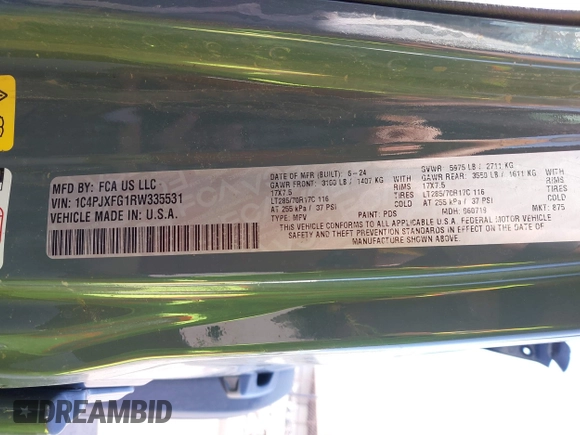 MFD BY: FCA US LLC
VIN: 1C4PJXFG1RW335531
VEHICLE MADE IN U.S.A.
DATE OF MFR (BUILT): 5-24
GVWR: 5975 LB / 2711 KG
GAWR FRONT: 3100 LB / 1407 KG
GAWR REAR: 3550 LB / 1611 KG
17X7.5 RIMS
17X7.5 RIMS
LT285/70R17C 116 TIRES
LT285/70R17C 116 TIRES
AT 255 kPa / 37 PSI COLD
AT 255 kPa / 37 PSI COLD
TYPE: MPV
PAINT: PDS
MDH: 060719
MKT: 875
THIS VEHICLE CONFORMS TO ALL APPLICABLE U.S.A. FEDERAL MOTOR VEHICLE
SAFETY AND THEFT PREVENTION STANDARDS IN EFFECT ON THE DATE OF
MANUFACTURE SHOWN ABOVE.
DREAMBID